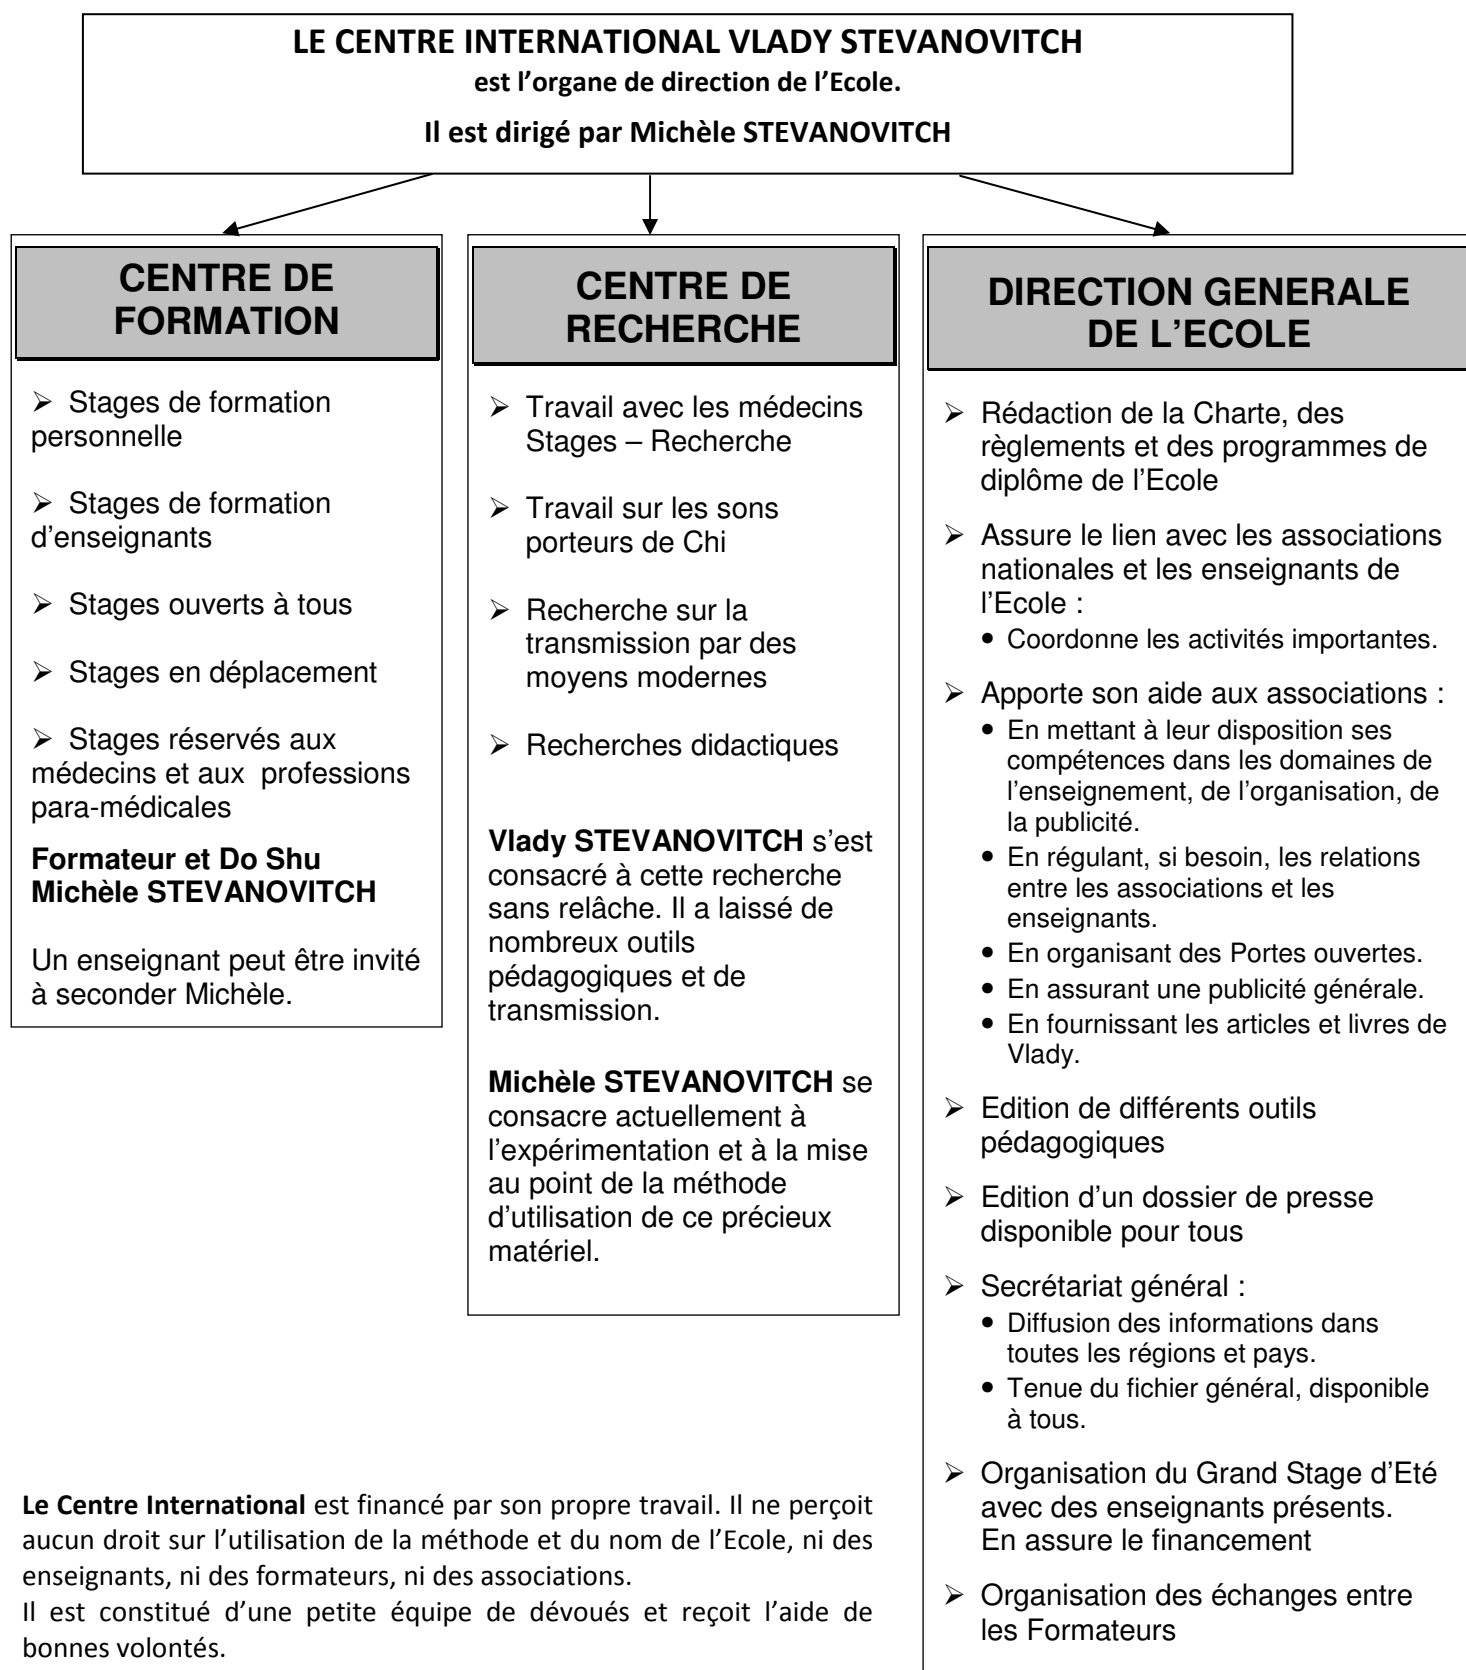 LE CENTRE INTERNATIONAL VLADY STEVANOVITCH
est l’organe de direction de l’Ecole.
Il est dirigé par Michèle STEVANOVITCH
CENTRE DE
FORMATION
➢ Stages de formation
personnelle
➢ Stages de formation
d’enseignants
➢ Stages ouverts à tous
➢ Stages en déplacement
➢ Stages réservés aux
médecins et aux professions
para-médicales
Formateur et Do Shu
Michèle STEVANOVITCH
Un enseignant peut être invité
à seconder Michèle.
CENTRE DE
RECHERCHE
➢ Travail avec les médecins
Stages – Recherche
➢ Travail sur les sons
porteurs de Chi
➢ Recherche sur la
transmission par des
moyens modernes
➢ Recherches didactiques
Vlady STEVANOVITCH s’est
consacré à cette recherche
sans relâche. Il a laissé de
nombreux outils
pédagogiques et de
transmission.
Michèle STEVANOVITCH se
consacre actuellement à
l’expérimentation et à la mise
au point de la méthode
d’utilisation de ce précieux
matériel.
DIRECTION GENERALE
DE L’ECOLE
➢ Rédaction de la Charte, des
règlements et des programmes de
diplôme de l’Ecole
➢ Assure le lien avec les associations
nationales et les enseignants de
l’Ecole :
• Coordonne les activités importantes.
➢ Apporte son aide aux associations :
• En mettant à leur disposition ses
compétences dans les domaines de
l’enseignement, de l’organisation, de
la publicité.
• En régulant, si besoin, les relations
entre les associations et les
enseignants.
• En organisant des Portes ouvertes.
• En assurant une publicité générale.
• En fournissant les articles et livres de
Vlady.
➢ Edition de différents outils
pédagogiques
➢ Edition d’un dossier de presse
disponible pour tous
➢ Secrétariat général :
• Diffusion des informations dans
toutes les régions et pays.
• Tenue du fichier général, disponible
à tous.
➢ Organisation du Grand Stage d’Eté
avec des enseignants présents.
En assure le financement
➢ Organisation des échanges entre
les Formateurs
Le Centre International est financé par son propre travail. Il ne perçoit
aucun droit sur l’utilisation de la méthode et du nom de l’Ecole, ni des
enseignants, ni des formateurs, ni des associations.
Il est constitué d’une petite équipe de dévoués et reçoit l’aide de
bonnes volontés.